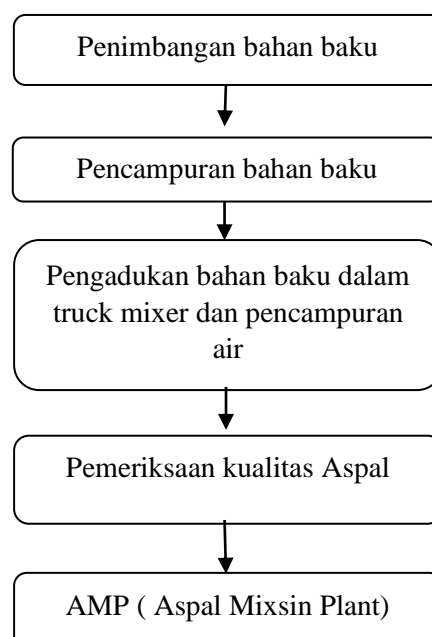 Penimbangan bahan baku
Pencampuran bahan baku
Pengadukan bahan baku dalam
truck mixer dan pencampuran
air
Pemeriksaan kualitas Aspal
AMP ( Aspal Mixsin Plant)